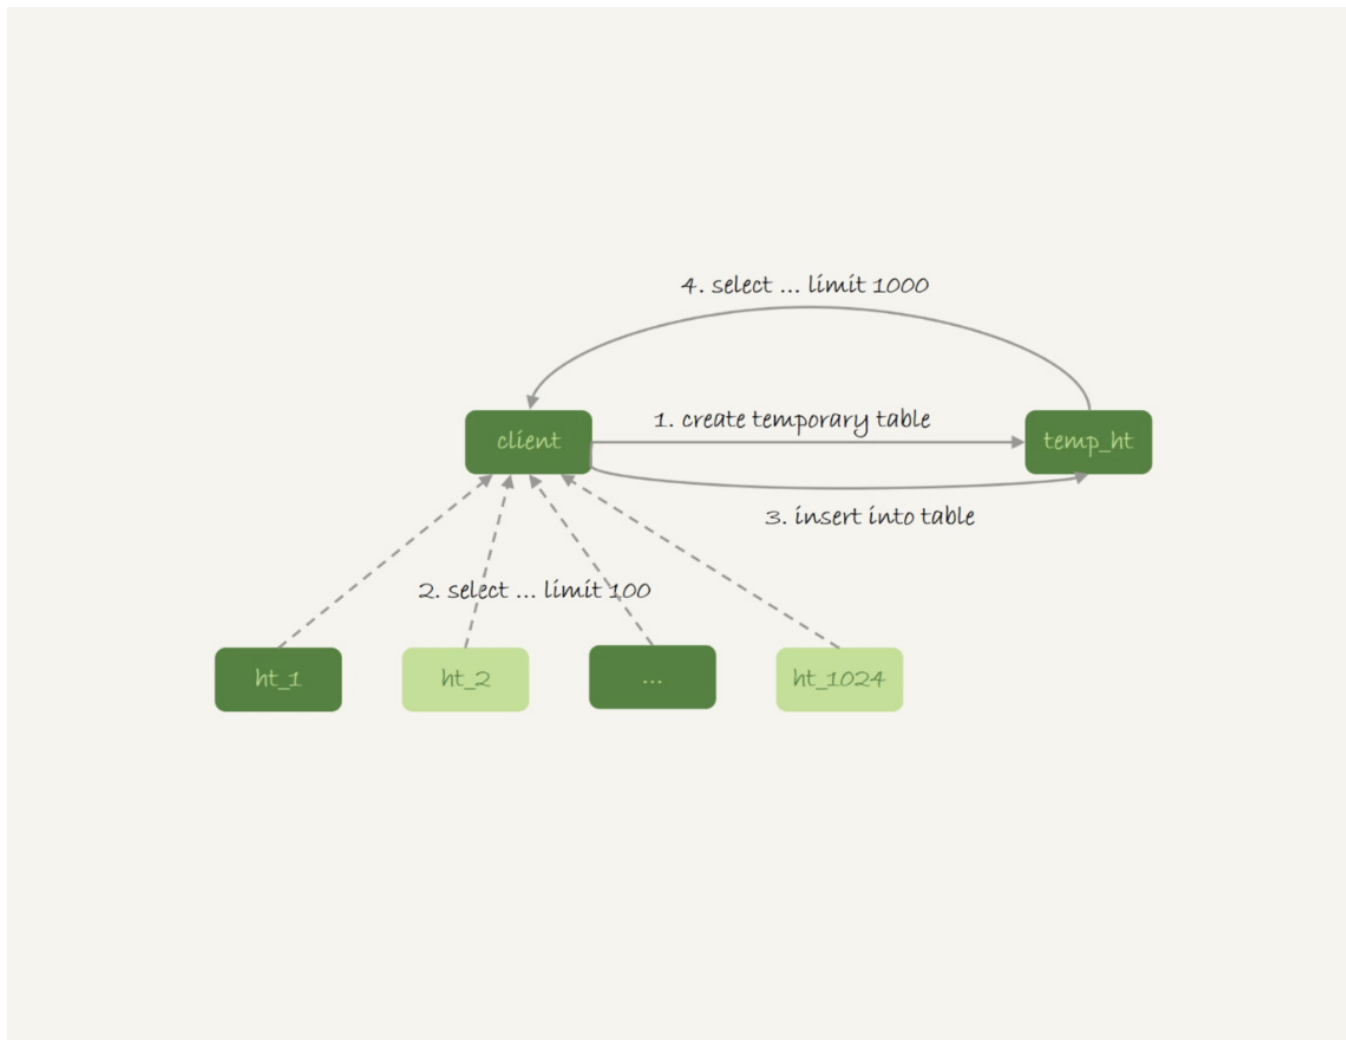 4. select ... limit 1000
1. create temporary table
client
temp_ht
3. insert into table
2. select ... limit 100
ht_1
ht_2
...
ht_1024